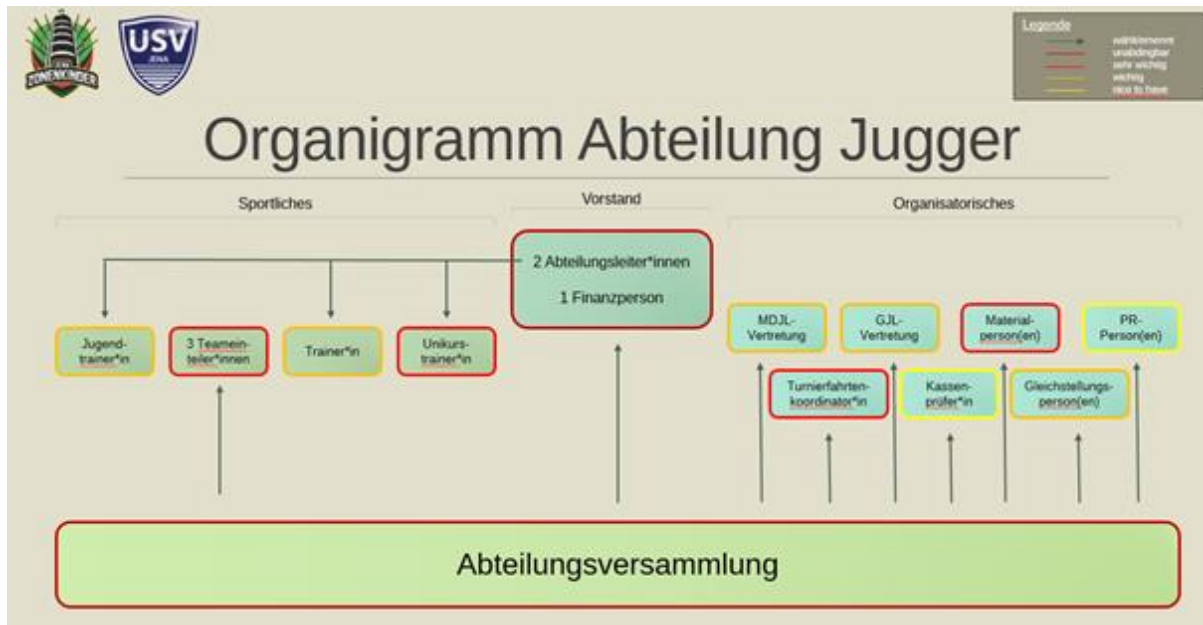 ZONENKINDER
USV
JENA
Legende
wählt/ernennt
unabdingbar
sehr wichtig
wichtig
nice to have
Organigramm Abteilung Jugger
Sportliches
Vorstand
Organisatorisches
2 Abteilungsleiter*innen
1 Finanzperson
Jugend-
trainer*in
3 Teamein-
teiler*innen
Trainer*in
Unikurs-
trainer*in
MDJL-
Vertretung
GJL-
Vertretung
Material-
person(en)
PR-
Person(en)
Turnierfahrten-
koordinator*in
Kassen-
prüfer*in
Gleichstellungs-
person(en)
Abteilungsversammlung